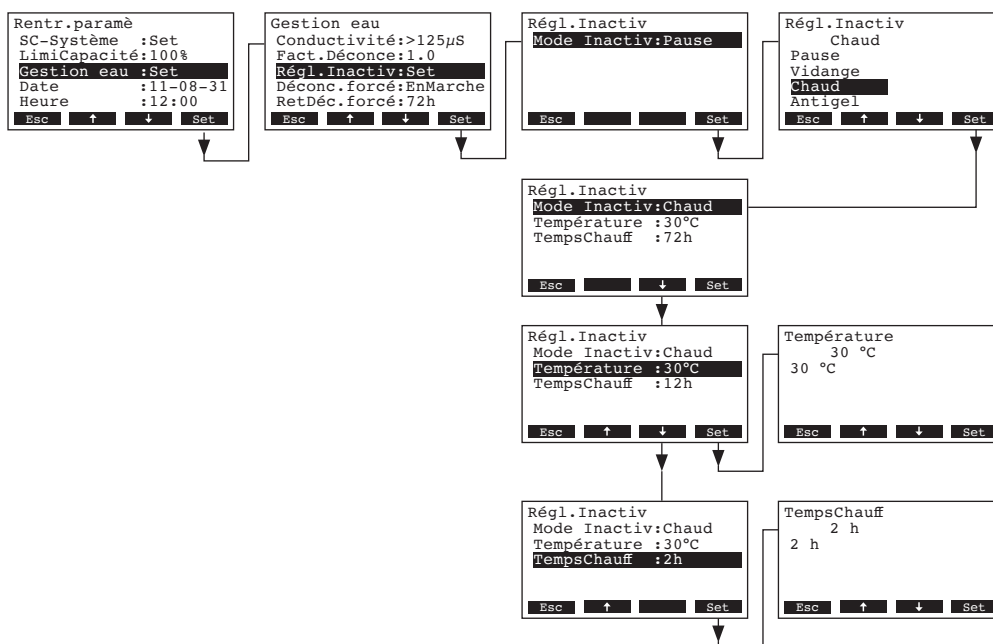 Rentr.paramè
SC-Système :Set
LimiCapacité:100%
Gestion eau :Set
Date :11-08-31
Heure :12:00
Esc ↑ ↓ Set
Gestion eau
Conductivité:>125µS
Fact.Déconce:1.0
Régl.Inactiv:Set
Déconc.forcé:EnMarche
RetDéc.forcé:72h
Esc ↑ ↓ Set
Régl.Inactiv
Mode Inactiv:Pause
Esc Set
Régl.Inactiv
Chaud
Pause
Vidange
Chaud
Antigel
Esc ↑ ↓ Set
Régl.Inactiv
Mode Inactiv:Chaud
Température :30°C
TempsChauff :72h
Esc ↓ Set
Régl.Inactiv
Mode Inactiv:Chaud
Température :30°C
TempsChauff :12h
Esc ↑ ↓ Set
Température
30 °C
30 °C
Esc ↑ ↓ Set
Régl.Inactiv
Mode Inactiv:Chaud
Température :30°C
TempsChauff :2h
Esc ↑ Set
TempsChauff
2 h
2 h
Esc ↑ ↓ Set